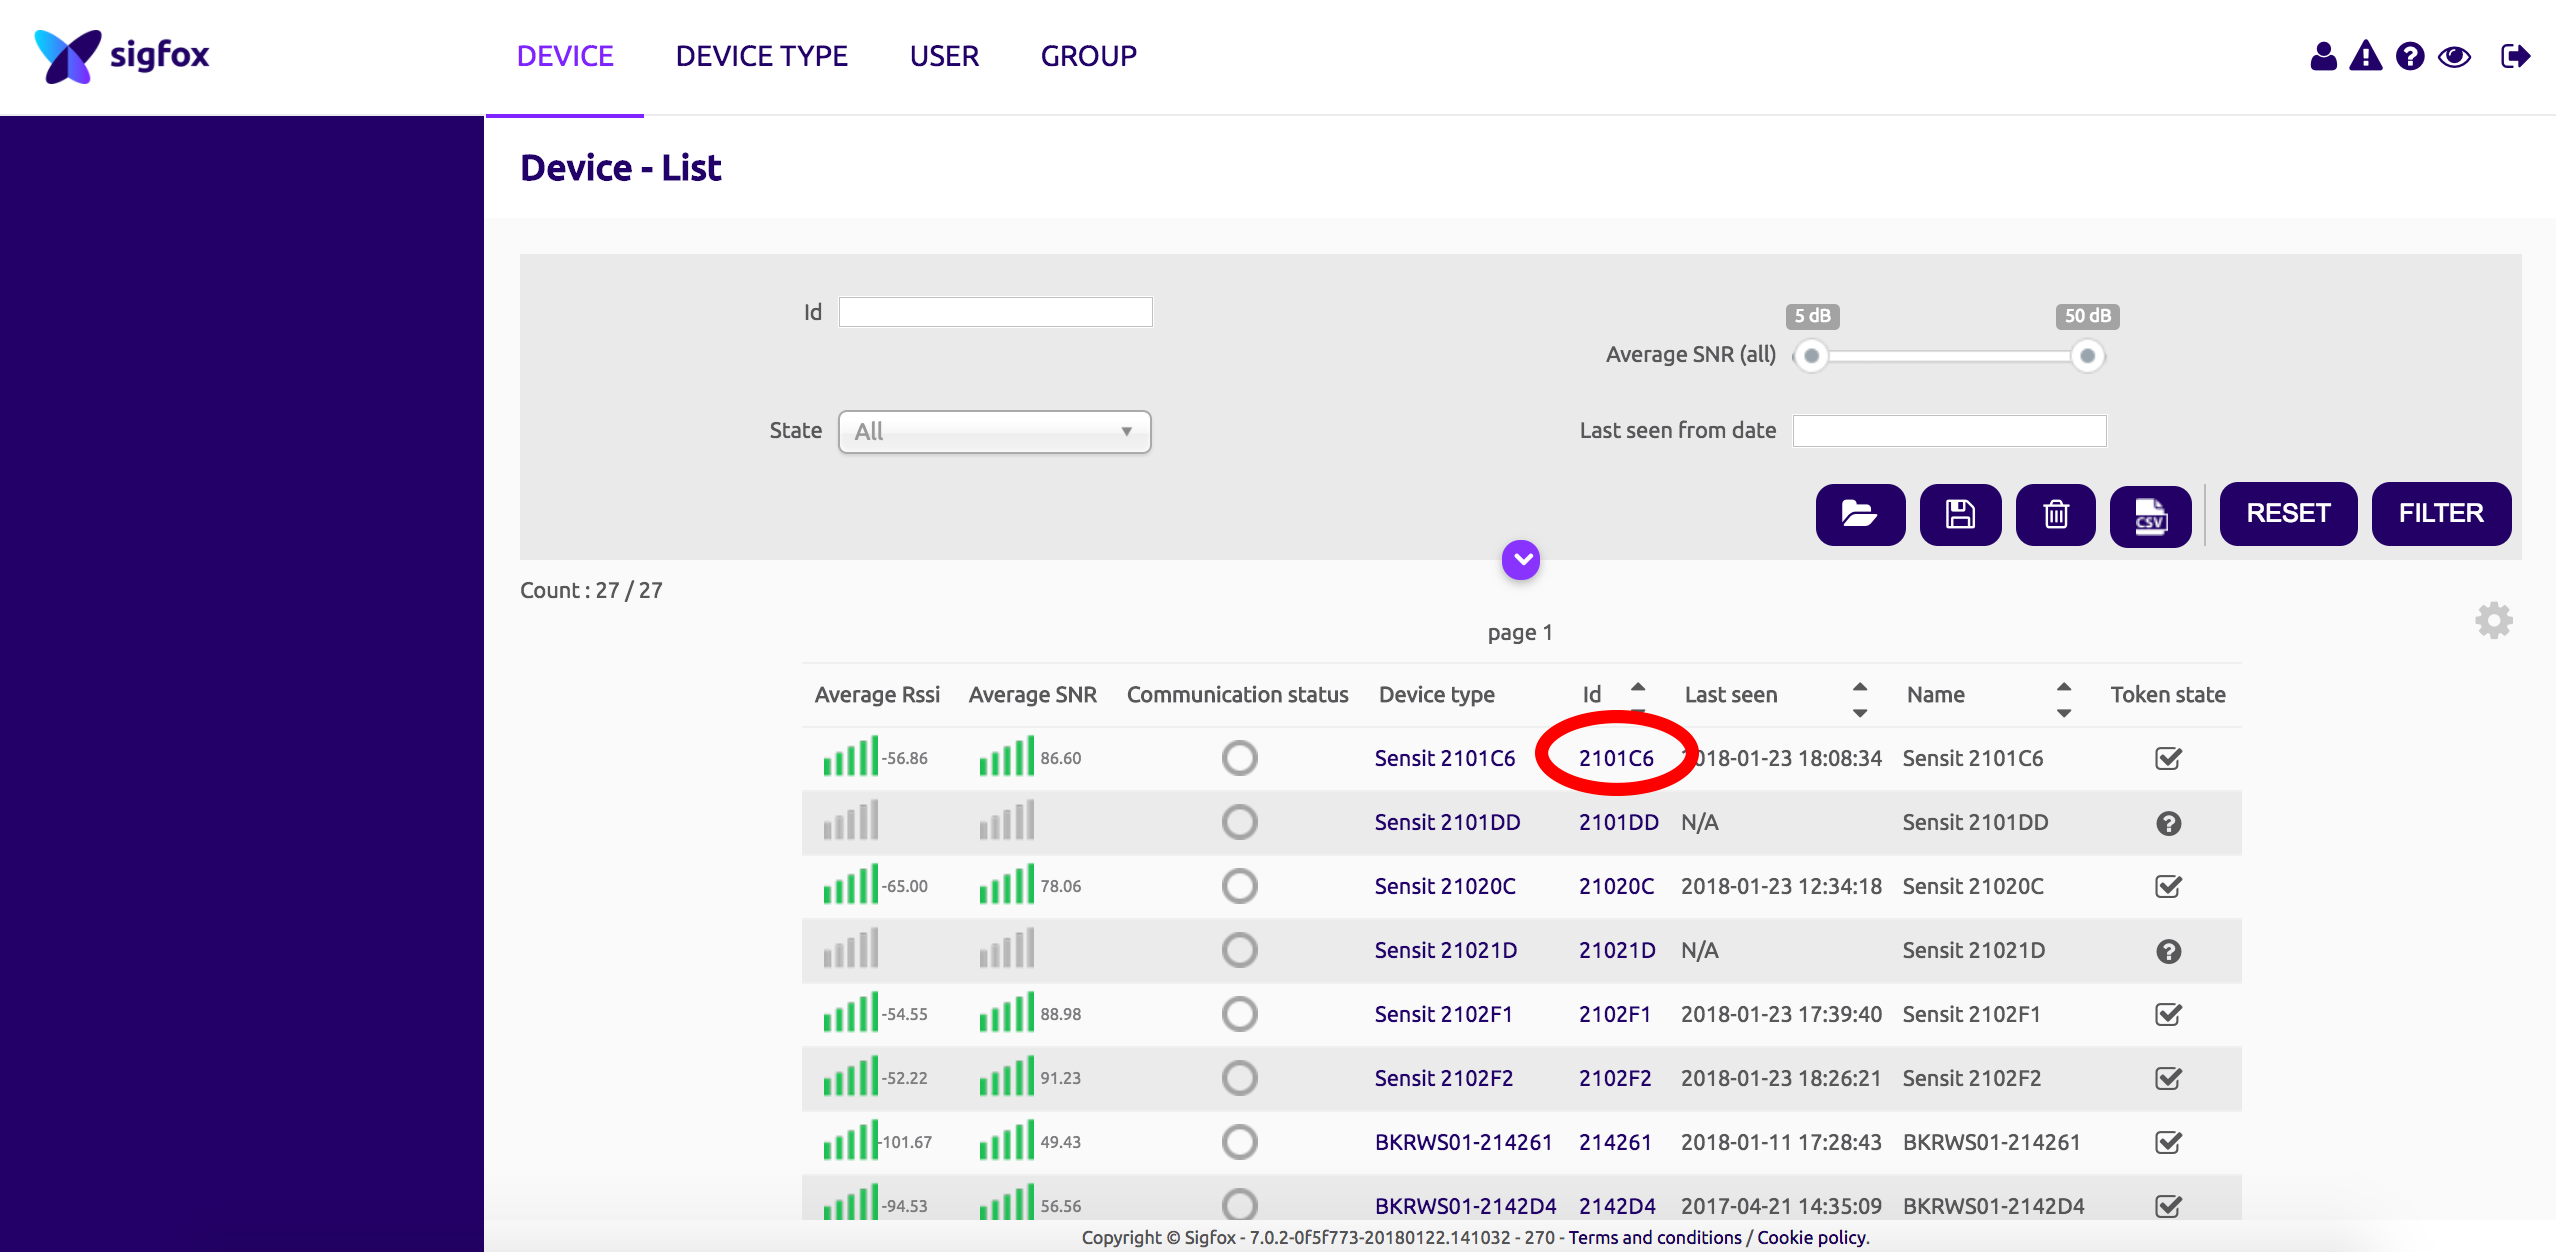 sigfox
DEVICE DEVICE TYPE USER GROUP
Device - List
Id
5 dB 50 dB
Average SNR (all)
State All
Last seen from date
CSV RESET FILTER
Count : 27 / 27
page 1
Average Rssi Average SNR Communication status Device type Id Last seen Name Token state
-56.86 86.60 Sensit 2101C6 2101C6 2018-01-23 18:08:34 Sensit 2101C6
Sensit 2101DD 2101DD N/A Sensit 2101DD
-65.00 78.06 Sensit 21020C 21020C 2018-01-23 12:34:18 Sensit 21020C
Sensit 21021D 21021D N/A Sensit 21021D
-54.55 88.98 Sensit 2102F1 2102F1 2018-01-23 17:39:40 Sensit 2102F1
-52.22 91.23 Sensit 2102F2 2102F2 2018-01-23 18:26:21 Sensit 2102F2
-101.67 49.43 BKRWS01-214261 214261 2018-01-11 17:28:43 BKRWS01-214261
-94.53 56.56 BKRWS01-2142D4 2142D4 2017-04-21 14:35:09 BKRWS01-2142D4
Copyright © Sigfox - 7.0.2-0f5f773-20180122.141032 - 270 - Terms and conditions / Cookie policy.